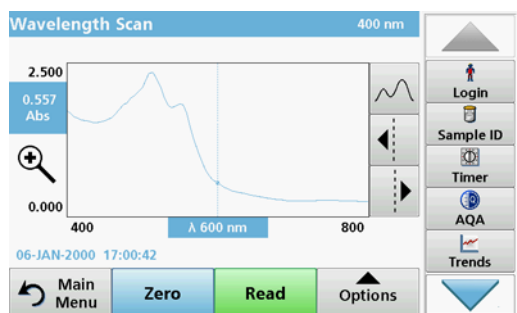 Wavelength Scan 400 nm
2.500
0.557
Abs
0.000
400 λ 600 nm 800
06-JAN-2000 17:00:42
Main
Menu
Zero
Read
Options
Login
Sample ID
Timer
AQA
Trends